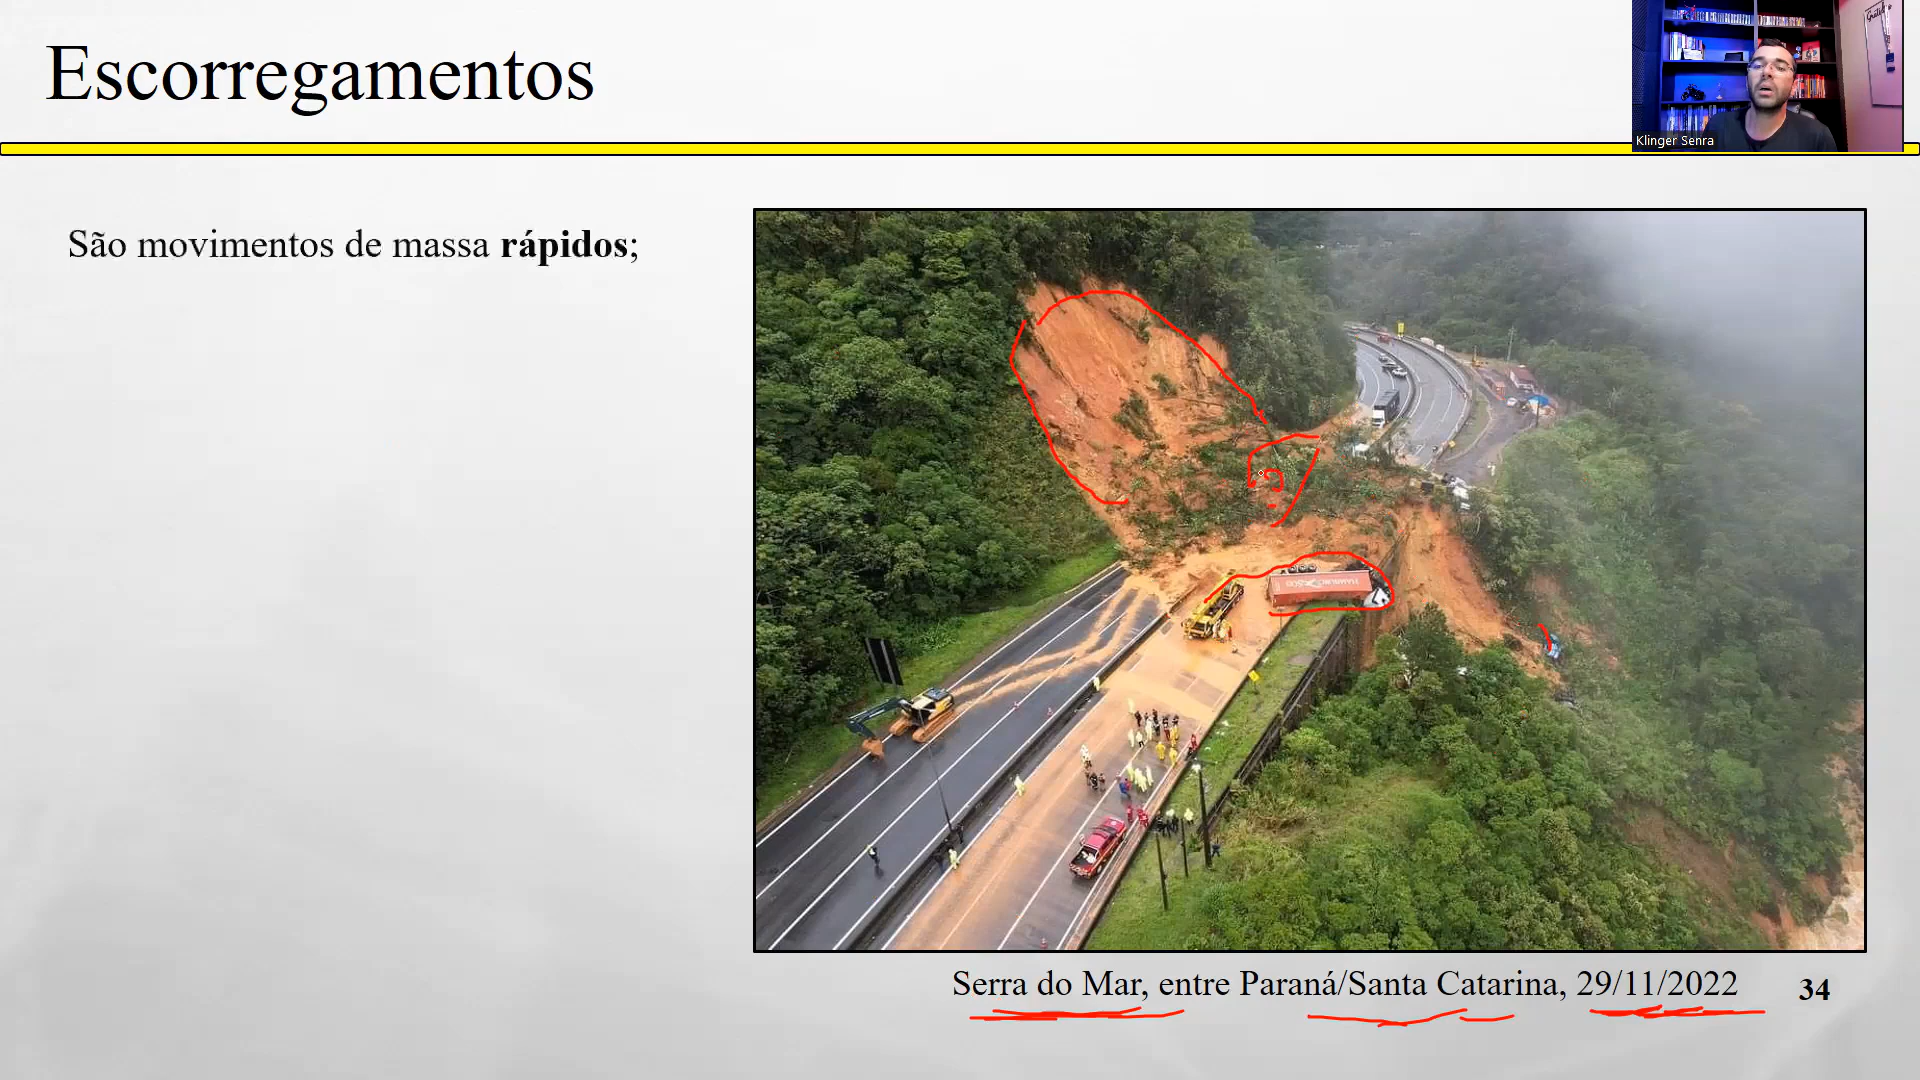 Escorregamentos
Klinger Senra
São movimentos de massa rápidos;
Serra do Mar, entre Paraná/Santa Catarina, 29/11/2022
34